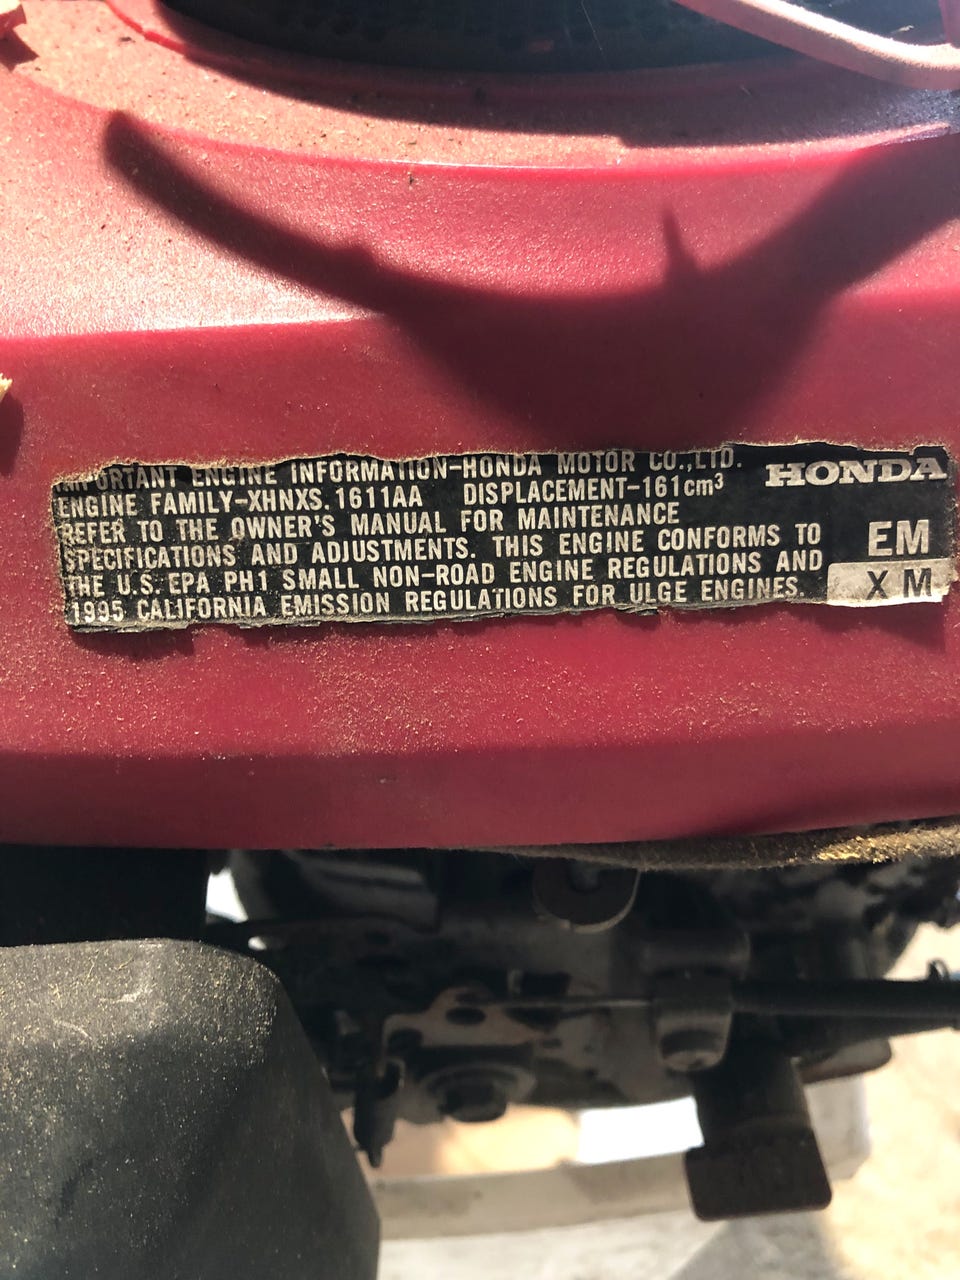 IMPORTANT ENGINE INFORMATION-HONDA MOTOR CO.,LTD.
ENGINE FAMILY-XHNXS.1611AA DISPLACEMENT-161cm³
REFER TO THE OWNER'S MANUAL FOR MAINTENANCE
SPECIFICATIONS AND ADJUSTMENTS. THIS ENGINE CONFORMS TO
THE U.S. EPA PH1 SMALL NON-ROAD ENGINE REGULATIONS AND
1995 CALIFORNIA EMISSION REGULATIONS FOR ULGE ENGINES.
HONDA
EM
X M